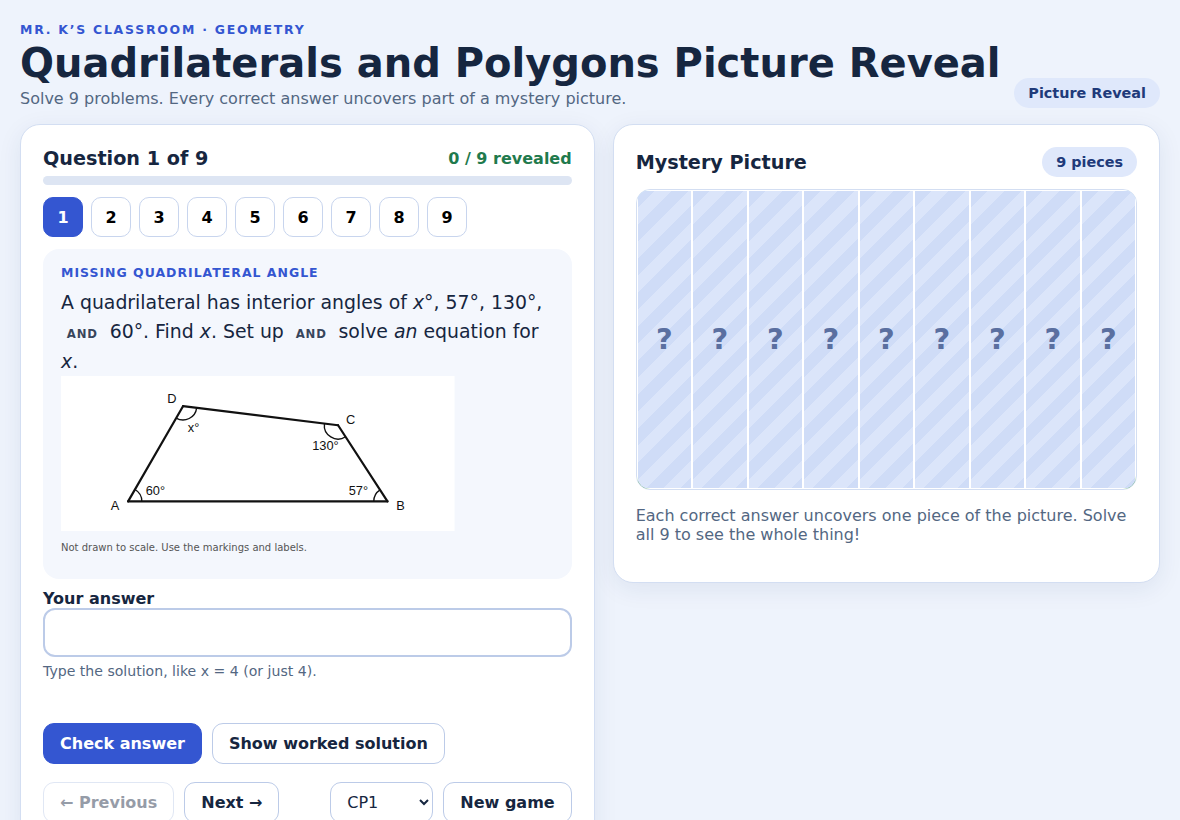 MR. K'S CLASSROOM · GEOMETRY
Quadrilaterals and Polygons Picture Reveal
Solve 9 problems. Every correct answer uncovers part of a mystery picture.
Picture Reveal
Question 1 of 9
0 / 9 revealed
1 2 3 4 5 6 7 8 9
MISSING QUADRILATERAL ANGLE
A quadrilateral has interior angles of x°, 57°, 130°,
AND 60°. Find x. Set up AND solve an equation for
x.
D
C
x°
130°
60°
57°
A
B
Not drawn to scale. Use the markings and labels.
Your answer
Type the solution, like x = 4 (or just 4).
Check answer
Show worked solution
← Previous
Next →
CP1
New game
Mystery Picture
9 pieces
? ? ? ? ? ? ? ? ?
Each correct answer uncovers one piece of the picture. Solve
all 9 to see the whole thing!